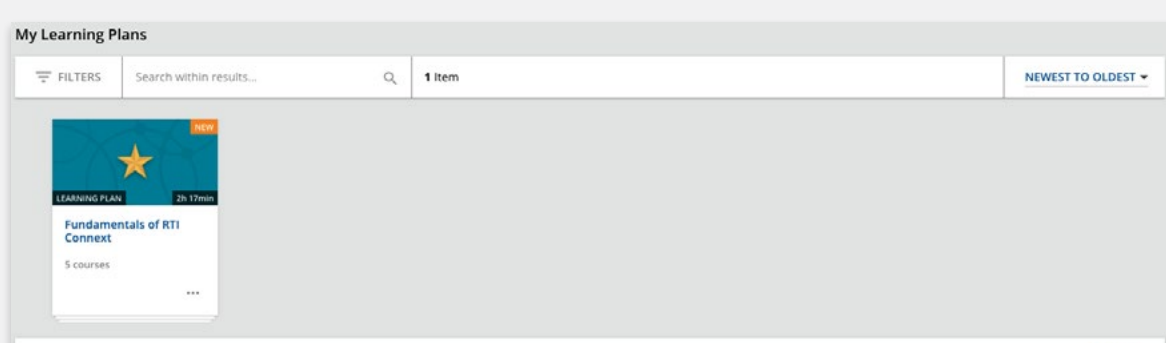 My Learning Plans
FILTERS
Search within results...
1 Item
NEWEST TO OLDEST
NEW
LEARNING PLAN
2h 17min
Fundamentals of RTI
Connext
5 courses